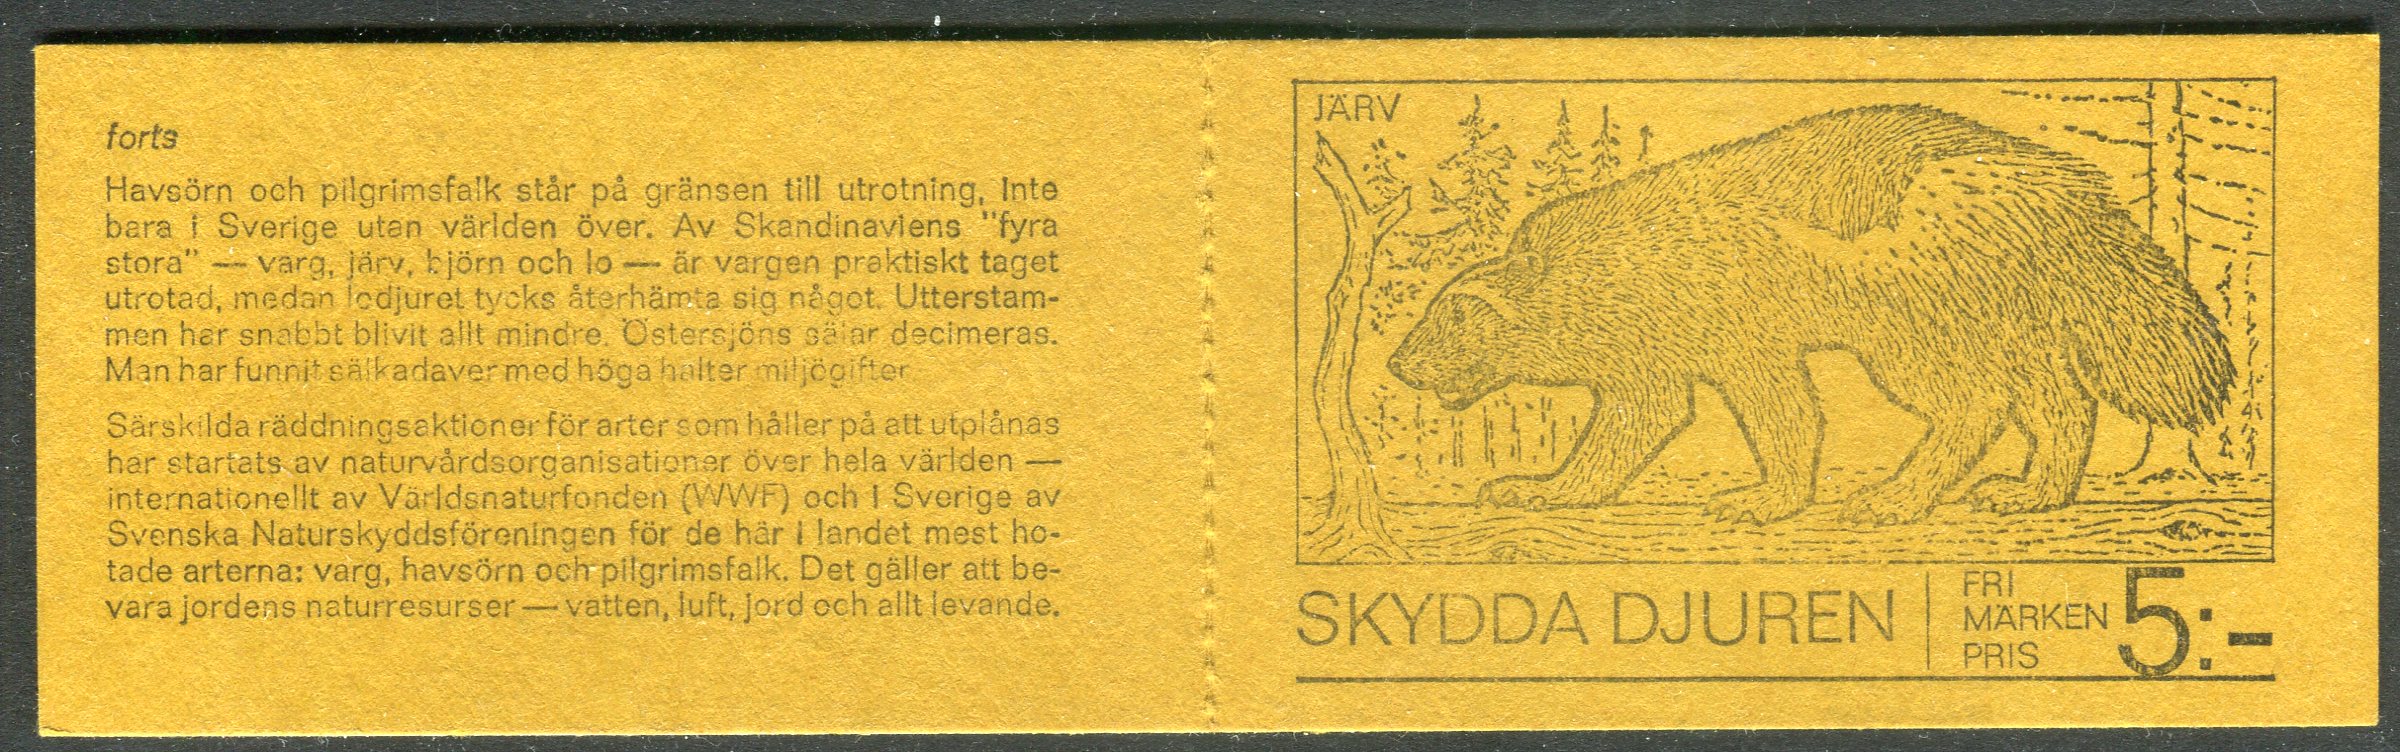 forts
Havsörn och pilgrimsfalk står på gränsen till utrotning, inte
bara i Sverige utan världen över. Av Skandinaviens "fyra
stora" — varg, järv, björn och lo — är vargen praktiskt taget
utrotad, medan lodjuret tycks återhämta sig något. Utterstam-
men har snabbt blivit allt mindre. Östersjöns sälar decimeras.
Man har funnit sälkadaver med höga halter miljögifter
Särskilda räddningsaktioner för arter som håller på att utplånas
har startats av naturvårdsorganisationer över hela världen —
internationellt av Världsnaturfonden (WWF) och i Sverige av
Svenska Naturskyddsföreningen för de här i landet mest ho-
tade arterna: varg, havsörn och pilgrimsfalk. Det gäller att be-
vara jordens naturresurser — vatten, luft, jord och allt levande.
JÄRV
SKYDDA DJUREN
FRI
MÄRKEN
PRIS
5:-